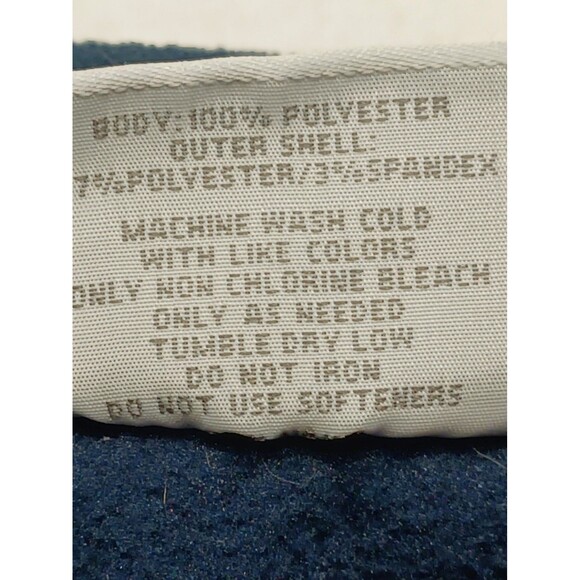 BODY: 100% POLYESTER
OUTER SHELL:
7%POLYESTER/3%SPANDEX
MACHINE WASH COLD
WITH LIKE COLORS
ONLY NON CHLORINE BLEACH
ONLY AS NEEDED
TUMBLE DRY LOW
DO NOT IRON
DO NOT USE SOFTENERS